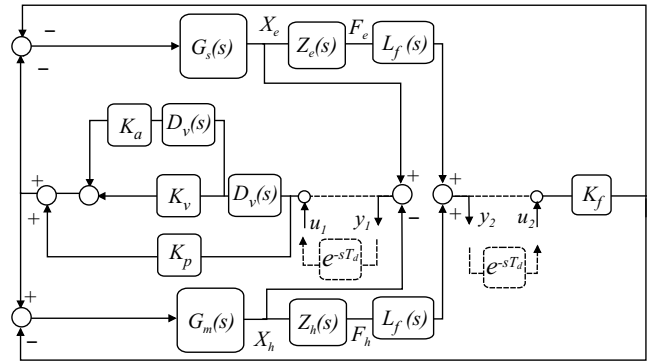 X_e F_e
− G_s(s) Z_e(s) L_f(s)
−
K_a D_v(s)
+ + +
K_v D_v(s) K_f
+ u_1 y_1 − + y_2 u_2
K_p e^{-sT_d} e^{-sT_d}
+
− G_m(s) Z_h(s) L_f(s)
X_h F_h